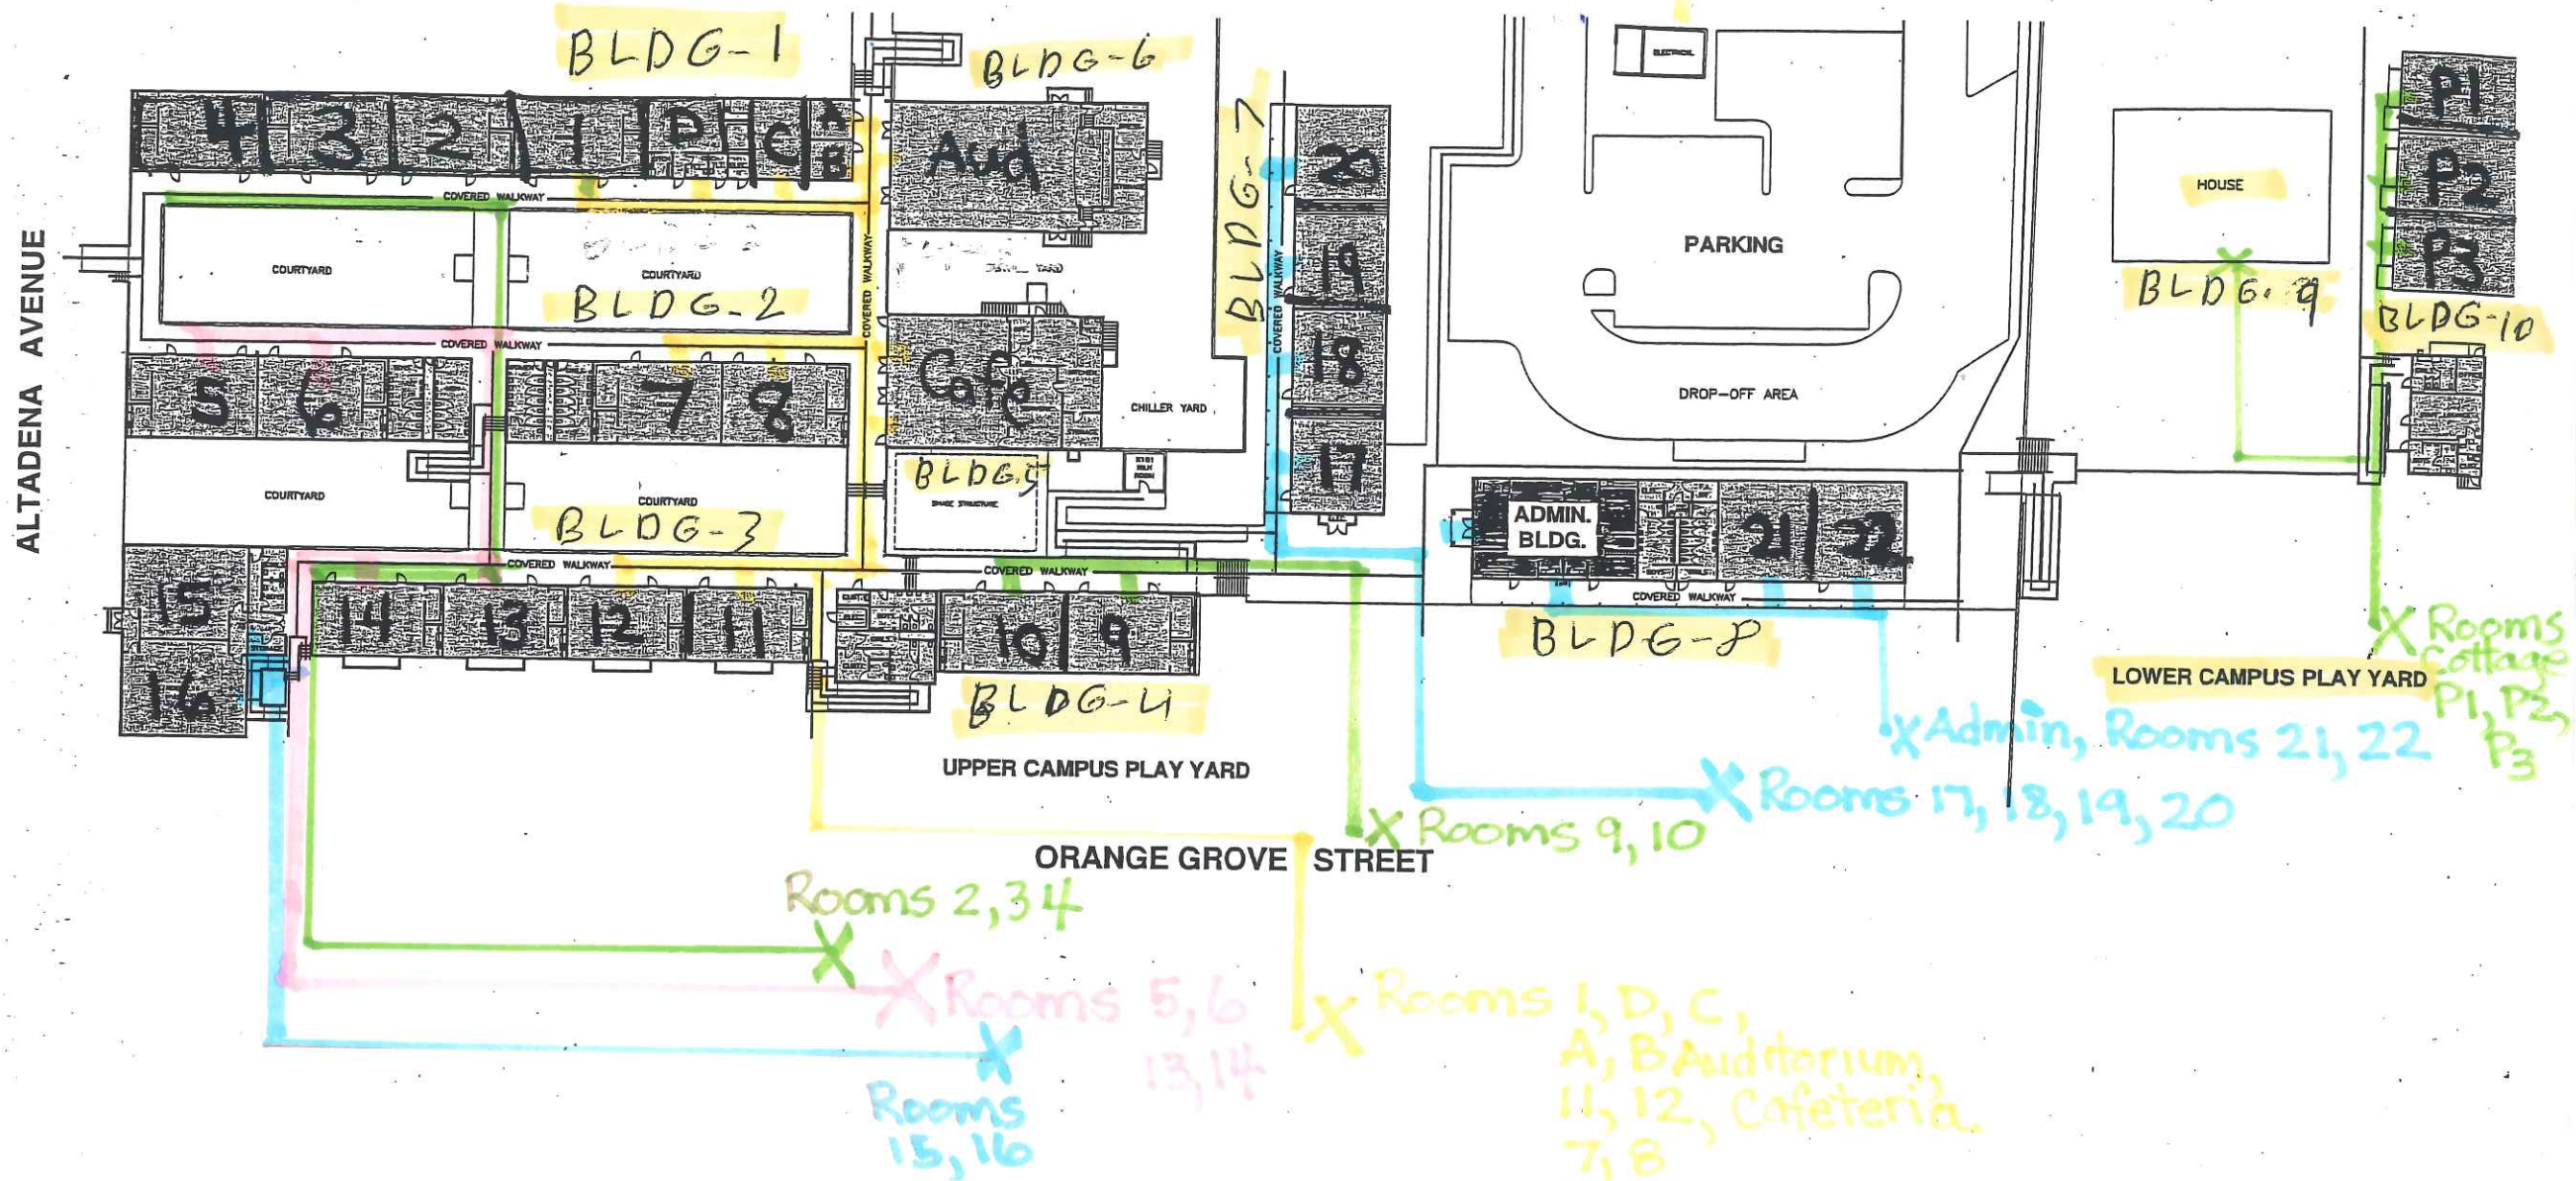 BLDG-1
BLDG-6
ELECTRICAL
4
3
2
1
D
C
A
B
Aud
BLDG-7
20
19
18
17
COVERED WALKWAY
COVERED WALKWAY
COVERED WALKWAY
PARKING
DROP-OFF AREA
HOUSE
BLDG. 9
P1
P2
P3
BLDG-10
ALTADENA AVENUE
COURTYARD
COURTYARD
BLDG-2
COVERED WALKWAY
5
6
7
8
Cafe
CHILLER YARD
COURTYARD
COURTYARD
BLDG-3
BLDG.5
SHADE STRUCTURE
COVERED WALKWAY
COVERED WALKWAY
15
16
14
13
12
11
10
9
BLDG-4
ADMIN.
BLDG.
21
22
COVERED WALKWAY
BLDG-8
LOWER CAMPUS PLAY YARD
X Rooms
Cottage
P1, P2,
P3
X Admin, Rooms 21, 22
UPPER CAMPUS PLAY YARD
X Rooms 17, 18, 19, 20
X Rooms 9, 10
ORANGE GROVE STREET
Rooms 2, 3 4
X
X Rooms 5, 6
13, 14
X
Rooms
15, 16
X Rooms 1, D, C,
A, B Auditorium,
11, 12, Cafeteria.
7, 8